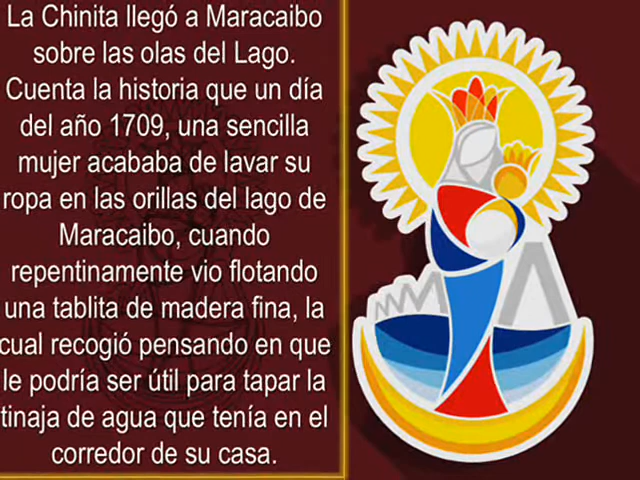 La Chinita llegó a Maracaibo
sobre las olas del Lago.
Cuenta la historia que un día
del año 1709, una sencilla
mujer acababa de lavar su
ropa en las orillas del lago de
Maracaibo, cuando
repentinamente vio flotando
una tablita de madera fina, la
cual recogió pensando en que
le podría ser útil para tapar la
tinaja de agua que tenía en el
corredor de su casa.